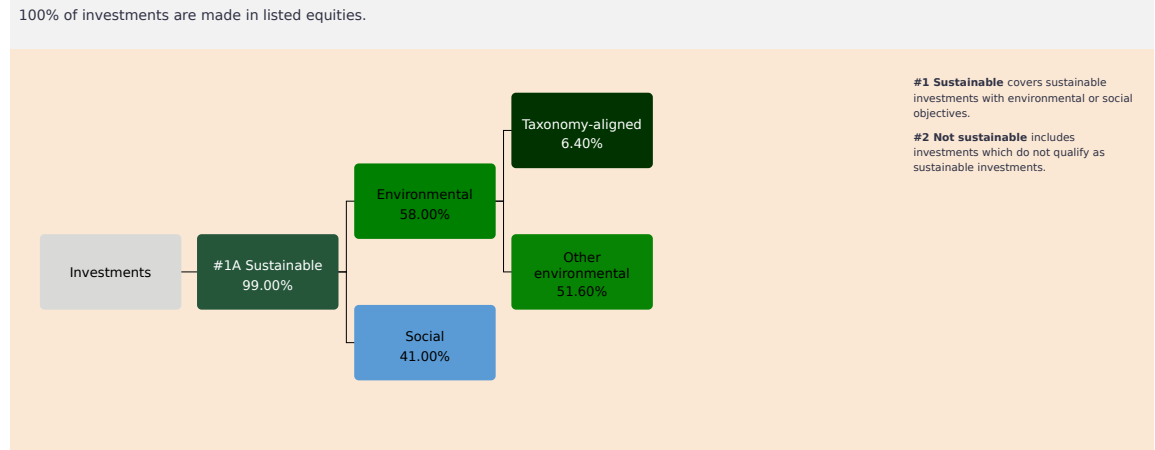 100% of investments are made in listed equities.
#1 Sustainable covers sustainable
investments with environmental or social
objectives.
#2 Not sustainable includes
investments which do not qualify as
sustainable investments.
Taxonomy-aligned
6.40%
Environmental
58.00%
Investments
#1A Sustainable
99.00%
Other
environmental
51.60%
Social
41.00%